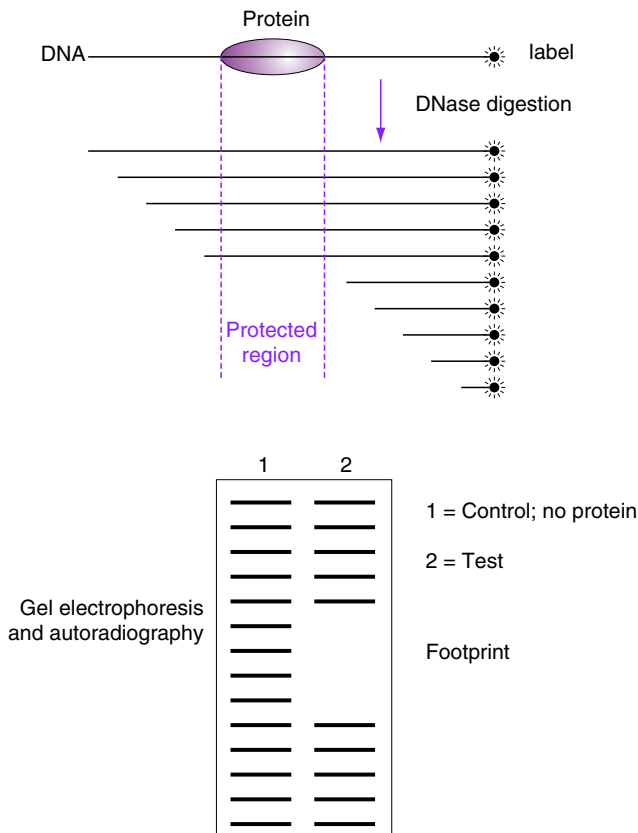 Protein
DNA
label
DNase digestion
Protected
region
1 2
1 = Control; no protein
2 = Test
Gel electrophoresis
and autoradiography
Footprint